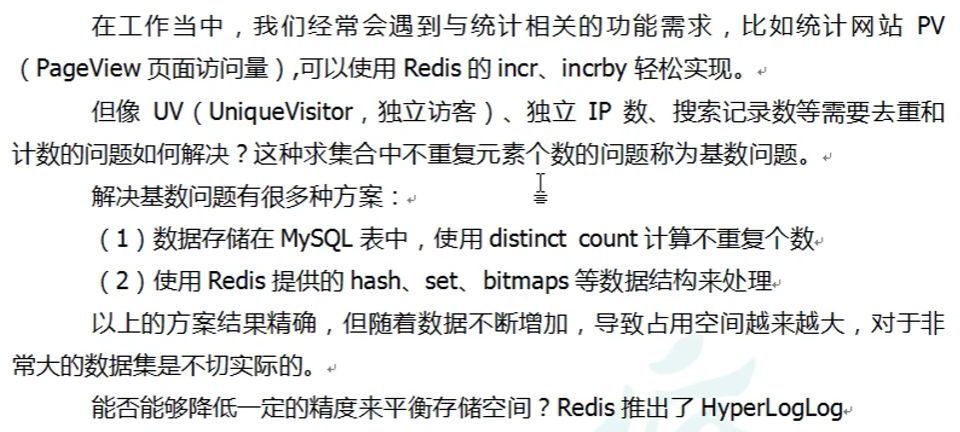 在工作当中，我们经常会遇到与统计相关的功能需求，比如统计网站 PV
（PageView 页面访问量）,可以使用 Redis 的 incr、incrby 轻松实现。
但像 UV（UniqueVisitor，独立访客）、独立 IP 数、搜索记录数等需要去重和
计数的问题如何解决？这种求集合中不重复元素个数的问题称为基数问题。
解决基数问题有很多种方案：
（1）数据存储在 MySQL 表中，使用 distinct count 计算不重复个数
（2）使用 Redis 提供的 hash、set、bitmaps 等数据结构来处理
以上的方案结果精确，但随着数据不断增加，导致占用空间越来越大，对于非
常大的数据集是不切实际的。
能否能够降低一定的精度来平衡存储空间？Redis 推出了 HyperLogLog